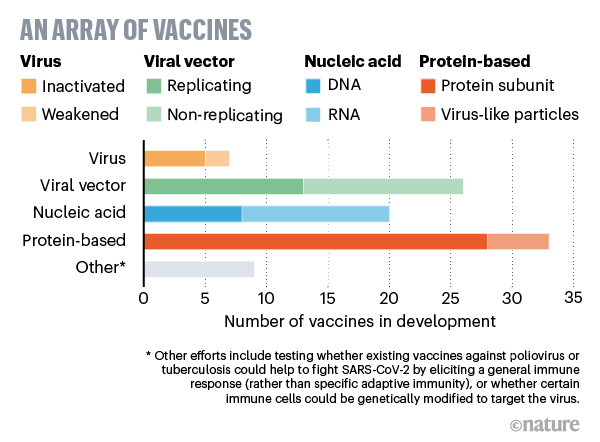 AN ARRAY OF VACCINES
Virus
Inactivated
Weakened
Viral vector
Replicating
Non-replicating
Nucleic acid
DNA
RNA
Protein-based
Protein subunit
Virus-like particles
Virus
Viral vector
Nucleic acid
Protein-based
Other*
0 5 10 15 20 25 30 35
Number of vaccines in development
* Other efforts include testing whether existing vaccines against poliovirus or
tuberculosis could help to fight SARS-CoV-2 by eliciting a general immune
response (rather than specific adaptive immunity), or whether certain
immune cells could be genetically modified to target the virus.
©nature